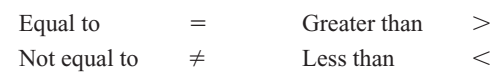 Equal to = Greater than >
Not equal to ≠ Less than <